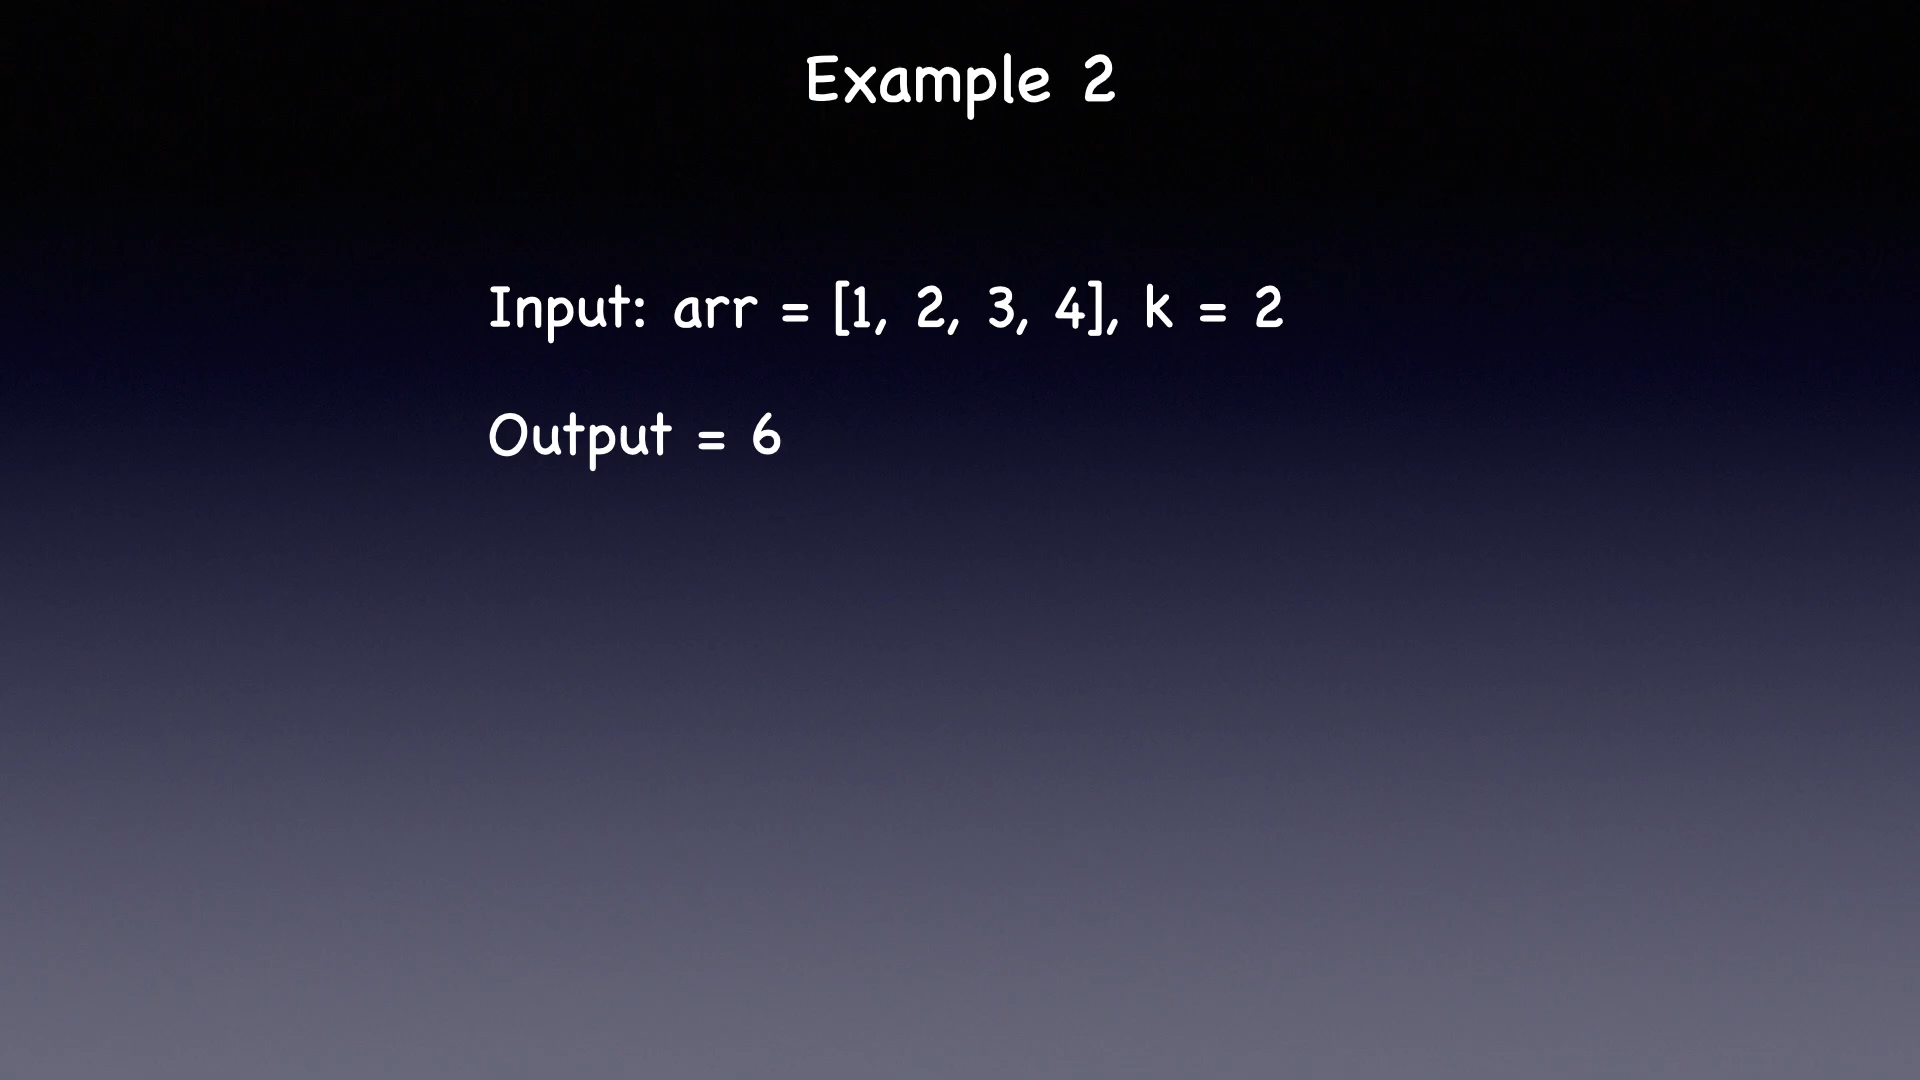 Example 2
Input: arr = [1, 2, 3, 4], k = 2
Output = 6